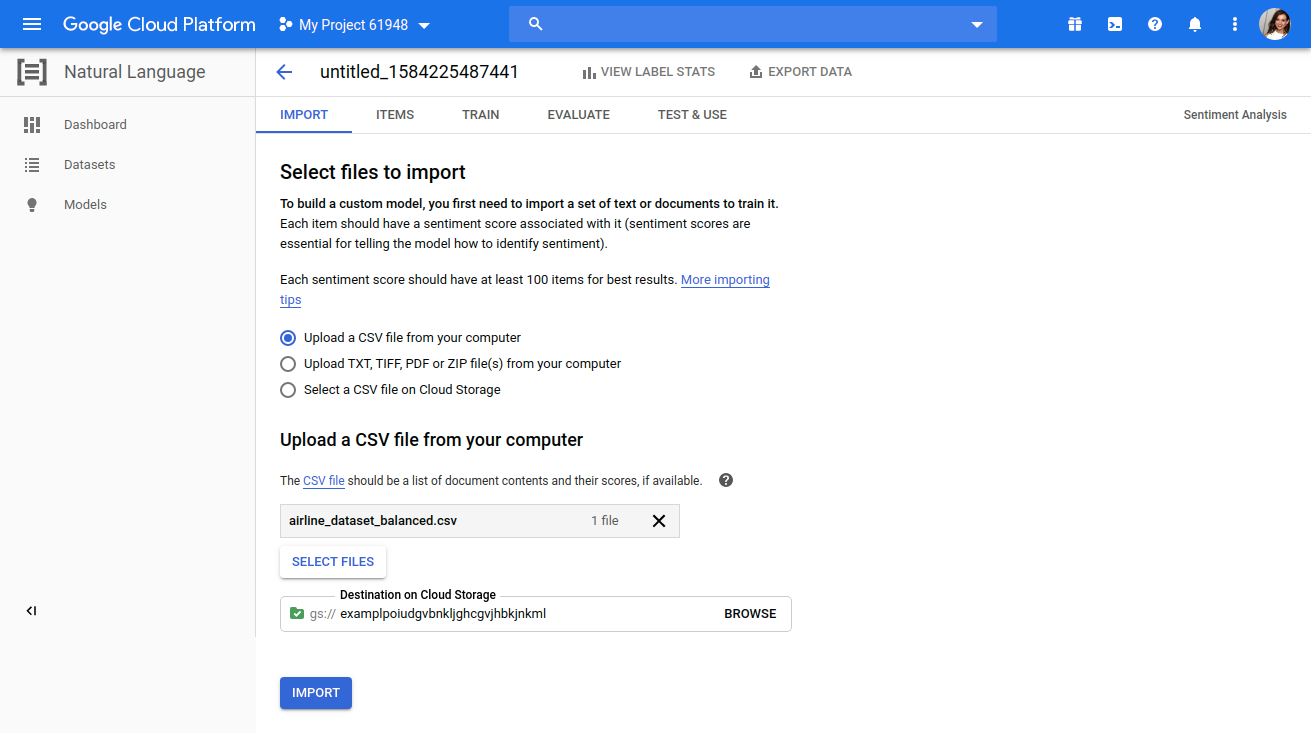 Google Cloud Platform
My Project 61948
Natural Language
untitled_1584225487441
VIEW LABEL STATS
EXPORT DATA
Dashboard
Datasets
Models
IMPORT
ITEMS
TRAIN
EVALUATE
TEST & USE
Sentiment Analysis
Select files to import
To build a custom model, you first need to import a set of text or documents to train it.
Each item should have a sentiment score associated with it (sentiment scores are
essential for telling the model how to identify sentiment).
Each sentiment score should have at least 100 items for best results. More importing
tips
Upload a CSV file from your computer
Upload TXT, TIFF, PDF or ZIP file(s) from your computer
Select a CSV file on Cloud Storage
Upload a CSV file from your computer
The CSV file should be a list of document contents and their scores, if available.
airline_dataset_balanced.csv 1 file
SELECT FILES
Destination on Cloud Storage
gs:// examplpoiudgvbnkljghcgvjhbkjnkml BROWSE
IMPORT